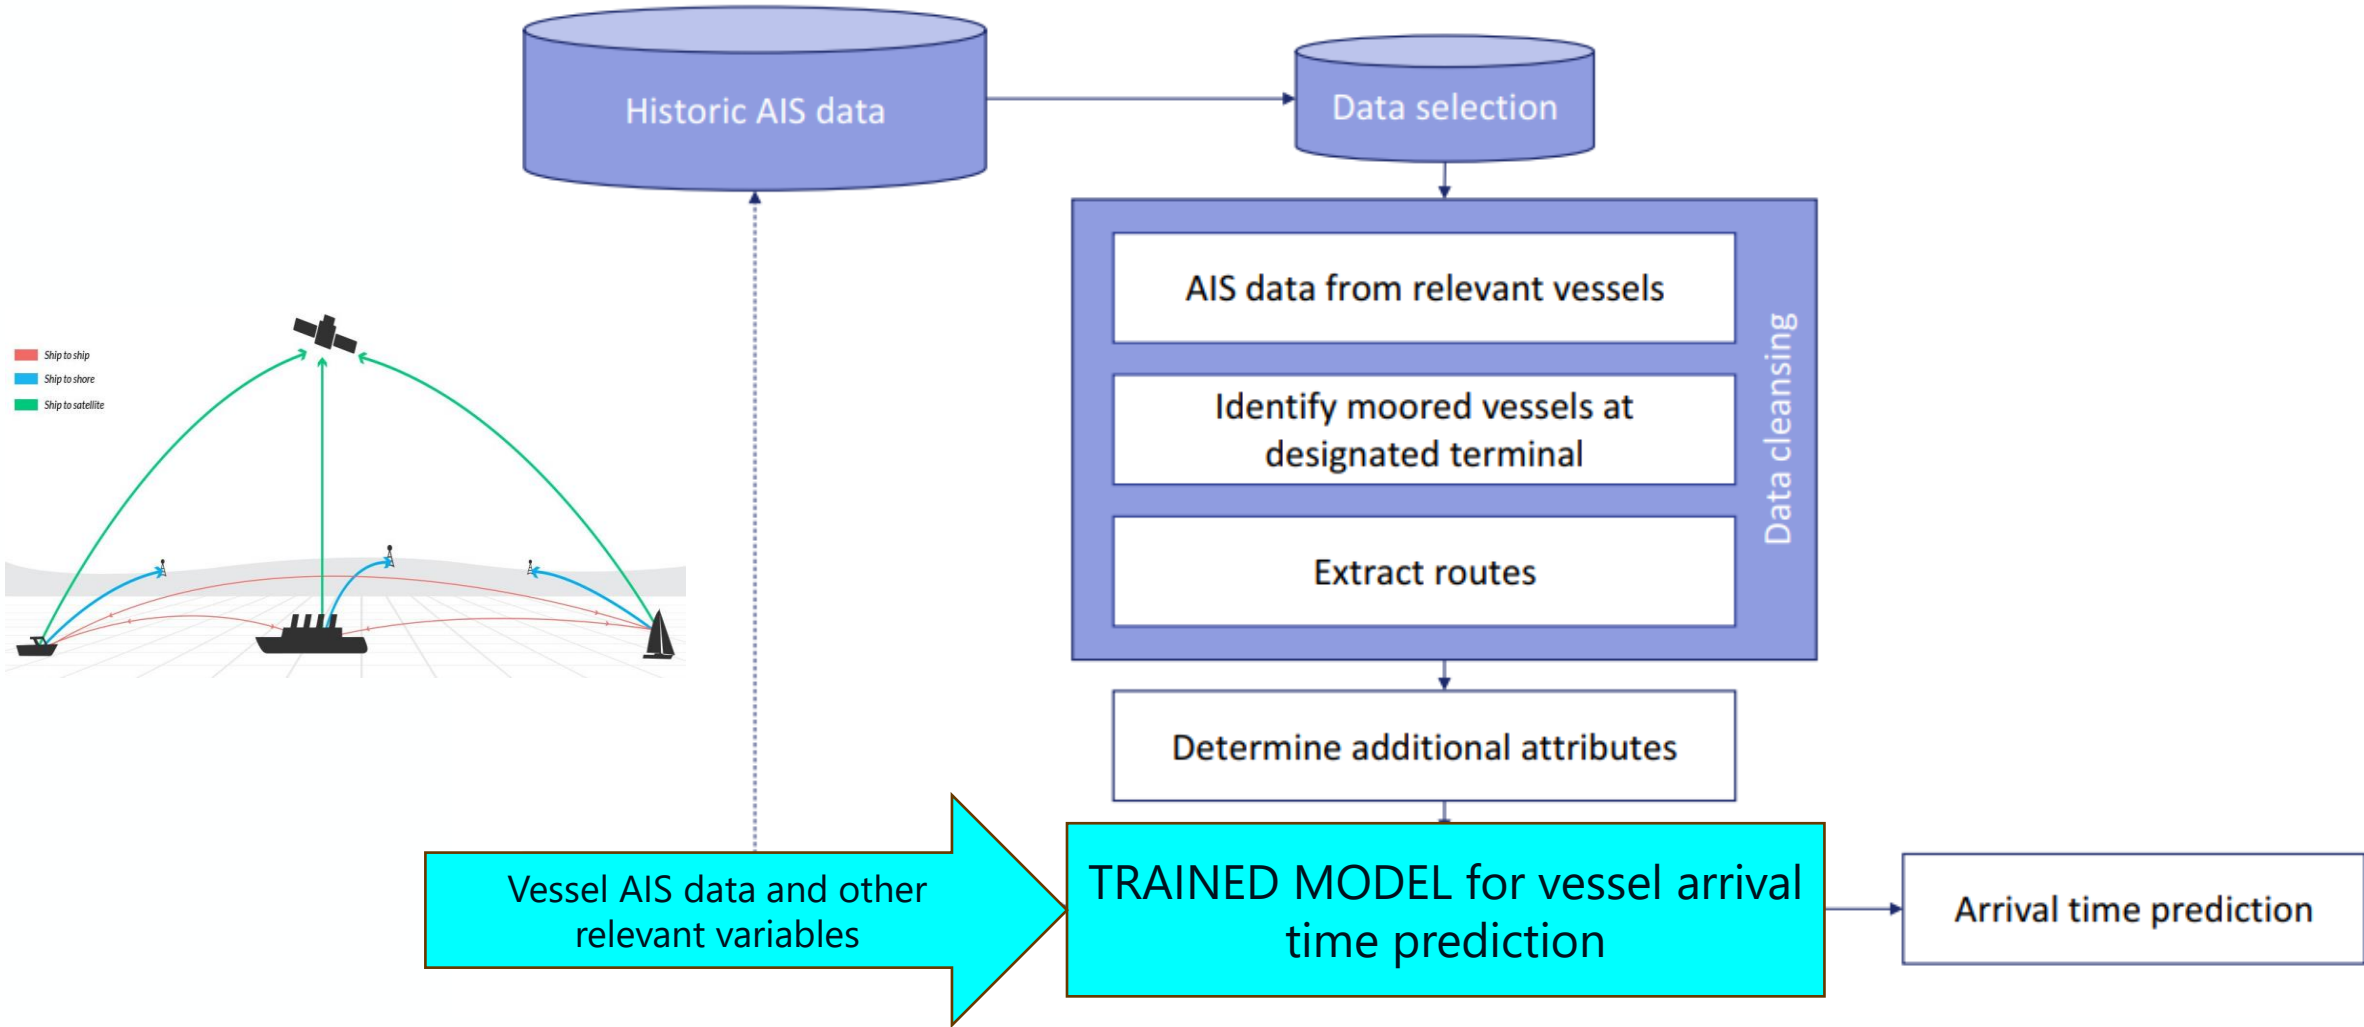 Historic AIS data
Data selection
AIS data from relevant vessels
Identify moored vessels at
designated terminal
Extract routes
Data cleansing
Ship to ship
Ship to shore
Ship to satellite
Determine additional attributes
Vessel AIS data and other
relevant variables
TRAINED MODEL for vessel arrival
time prediction
Arrival time prediction